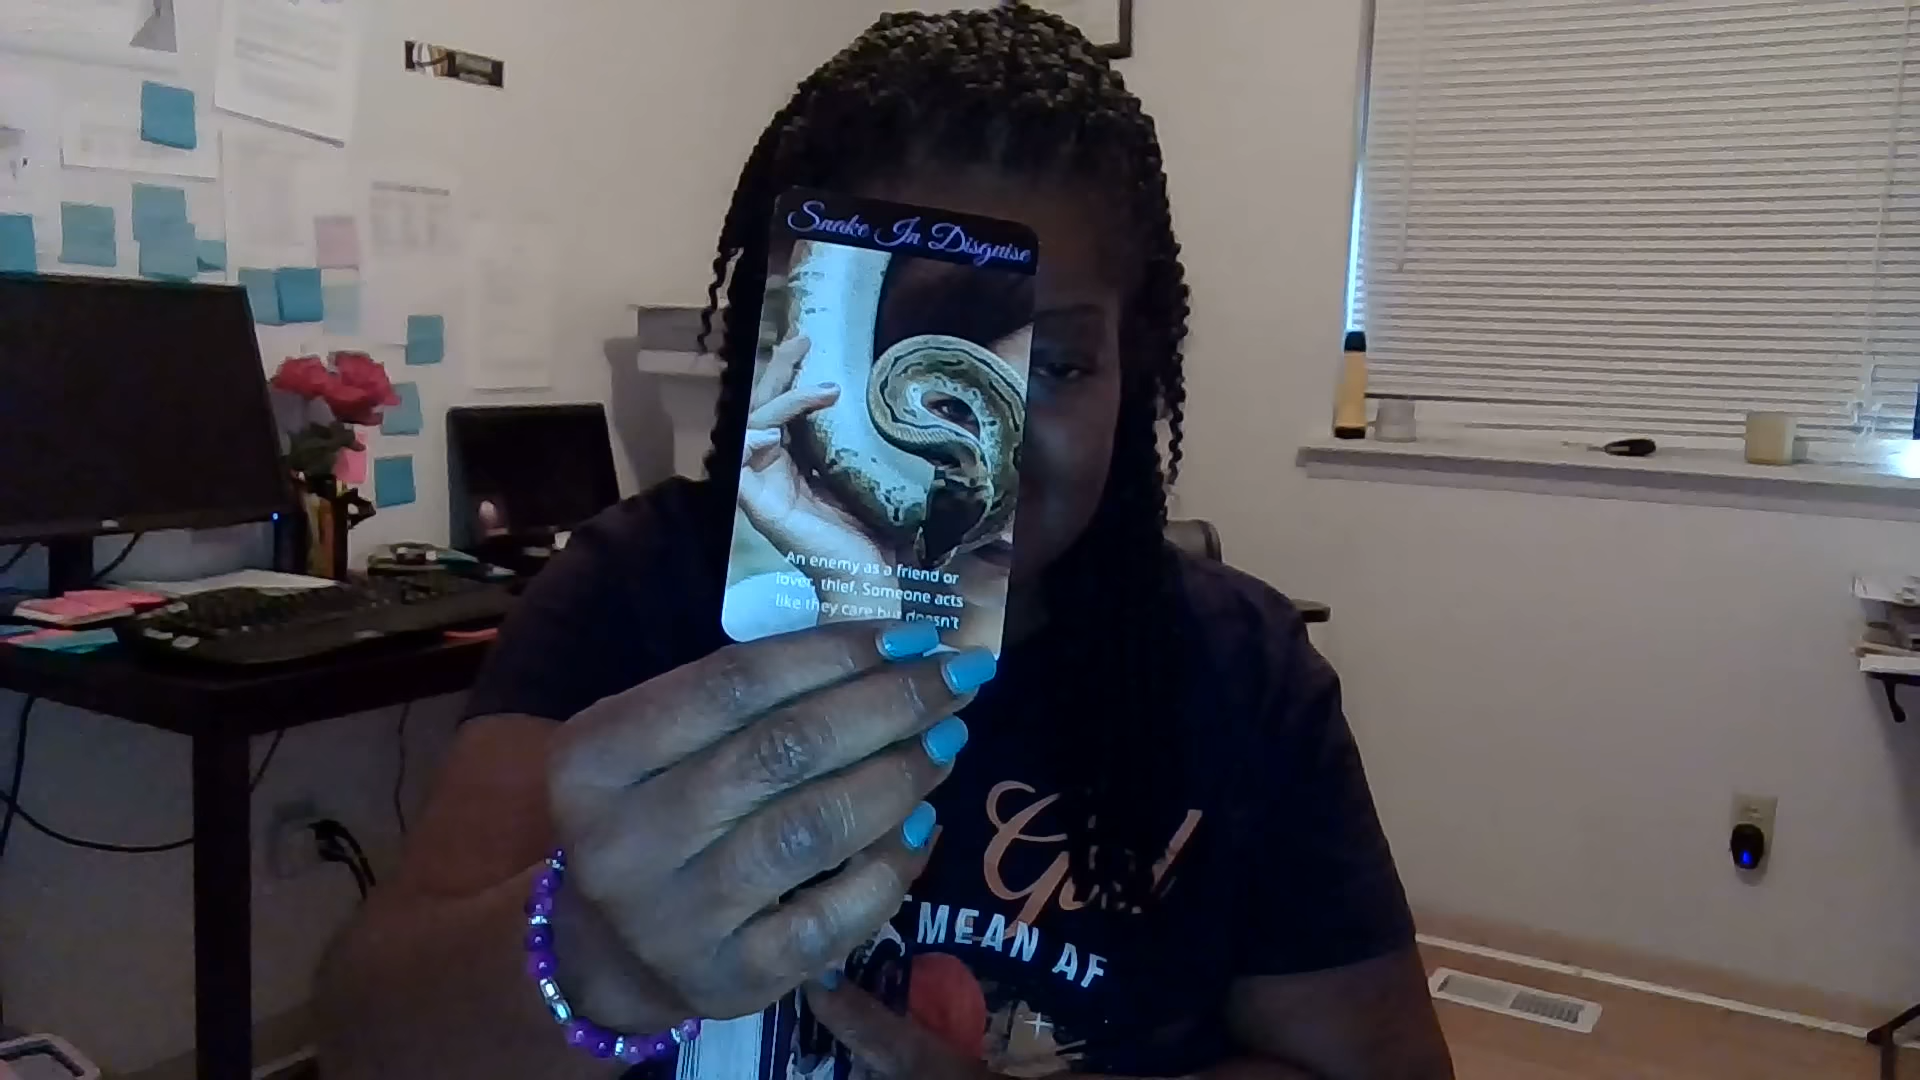 Snake In Disguise
An enemy as a friend or
lover, thief, Someone acts
like they care but doesn't
Girl
MEAN AF